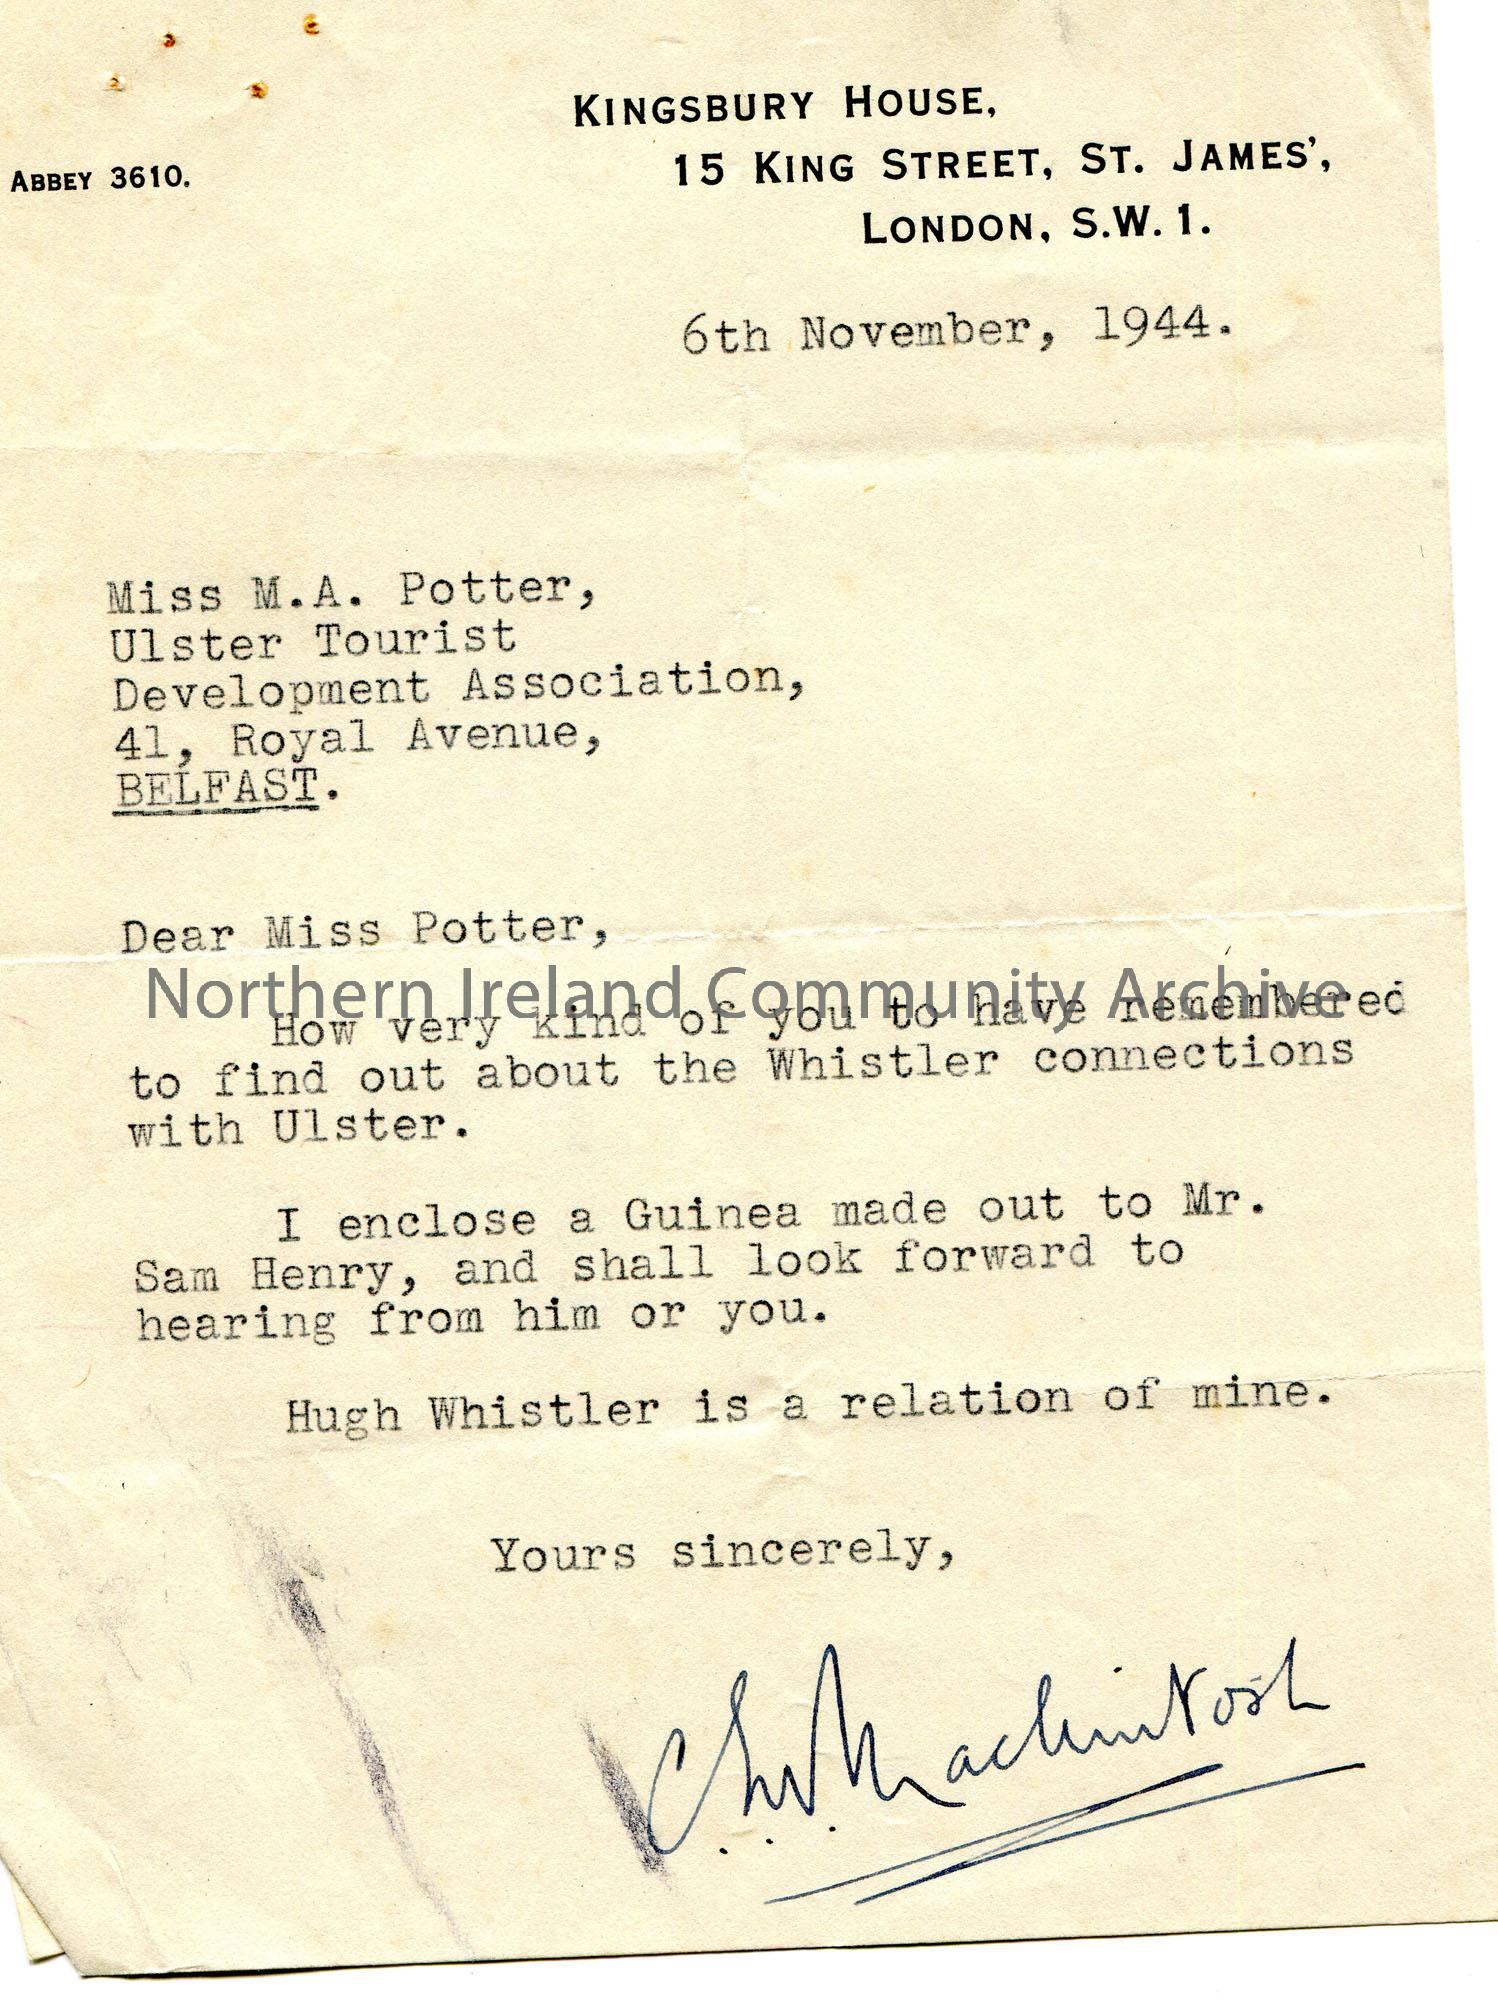 KINGSBURY HOUSE,
15 KING STREET, ST. JAMES',
LONDON, S.W. 1.
ABBEY 3610.
6th November, 1944.
Miss M.A. Potter,
Ulster Tourist
Development Association,
41, Royal Avenue,
BELFAST.
Dear Miss Potter,
Northern Ireland Community Archive
How very kind of you to have remembered
to find out about the Whistler connections
with Ulster.
I enclose a Guinea made out to Mr.
Sam Henry, and shall look forward to
hearing from him or you.
Hugh Whistler is a relation of mine.
Yours sincerely,
Mackintosh